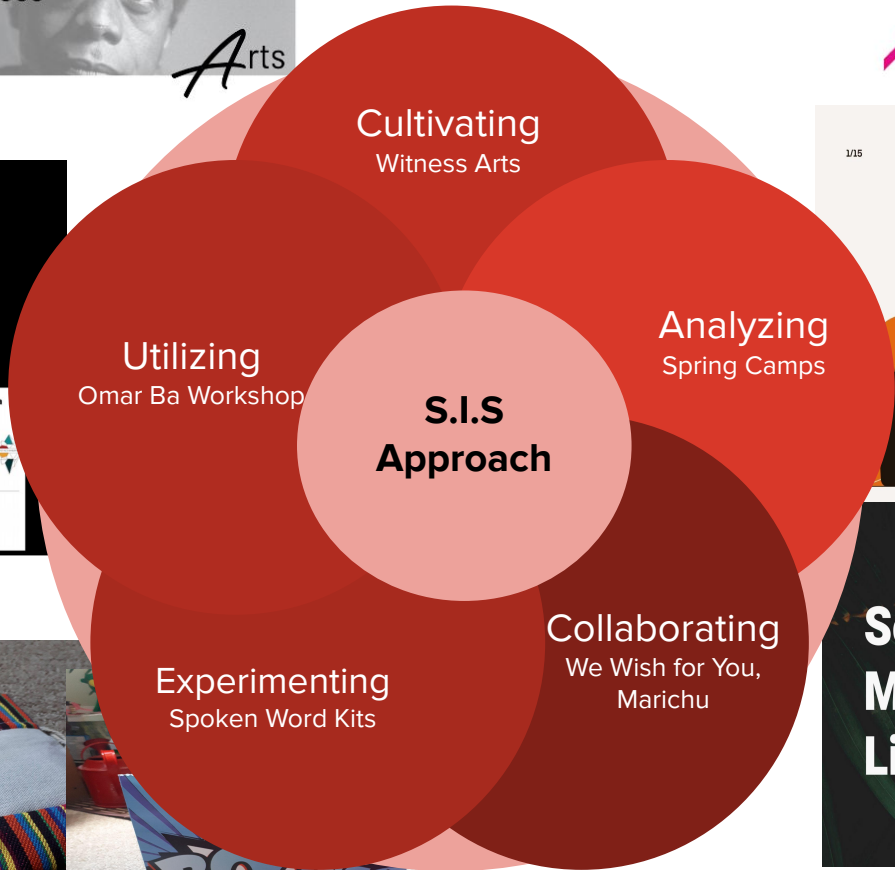 Arts
Cultivating
Witness Arts
1/15
Analyzing
Spring Camps
Utilizing
Omar Ba Workshop
S.I.S
Approach
Collaborating
We Wish for You,
Marichu
Experimenting
Spoken Word Kits